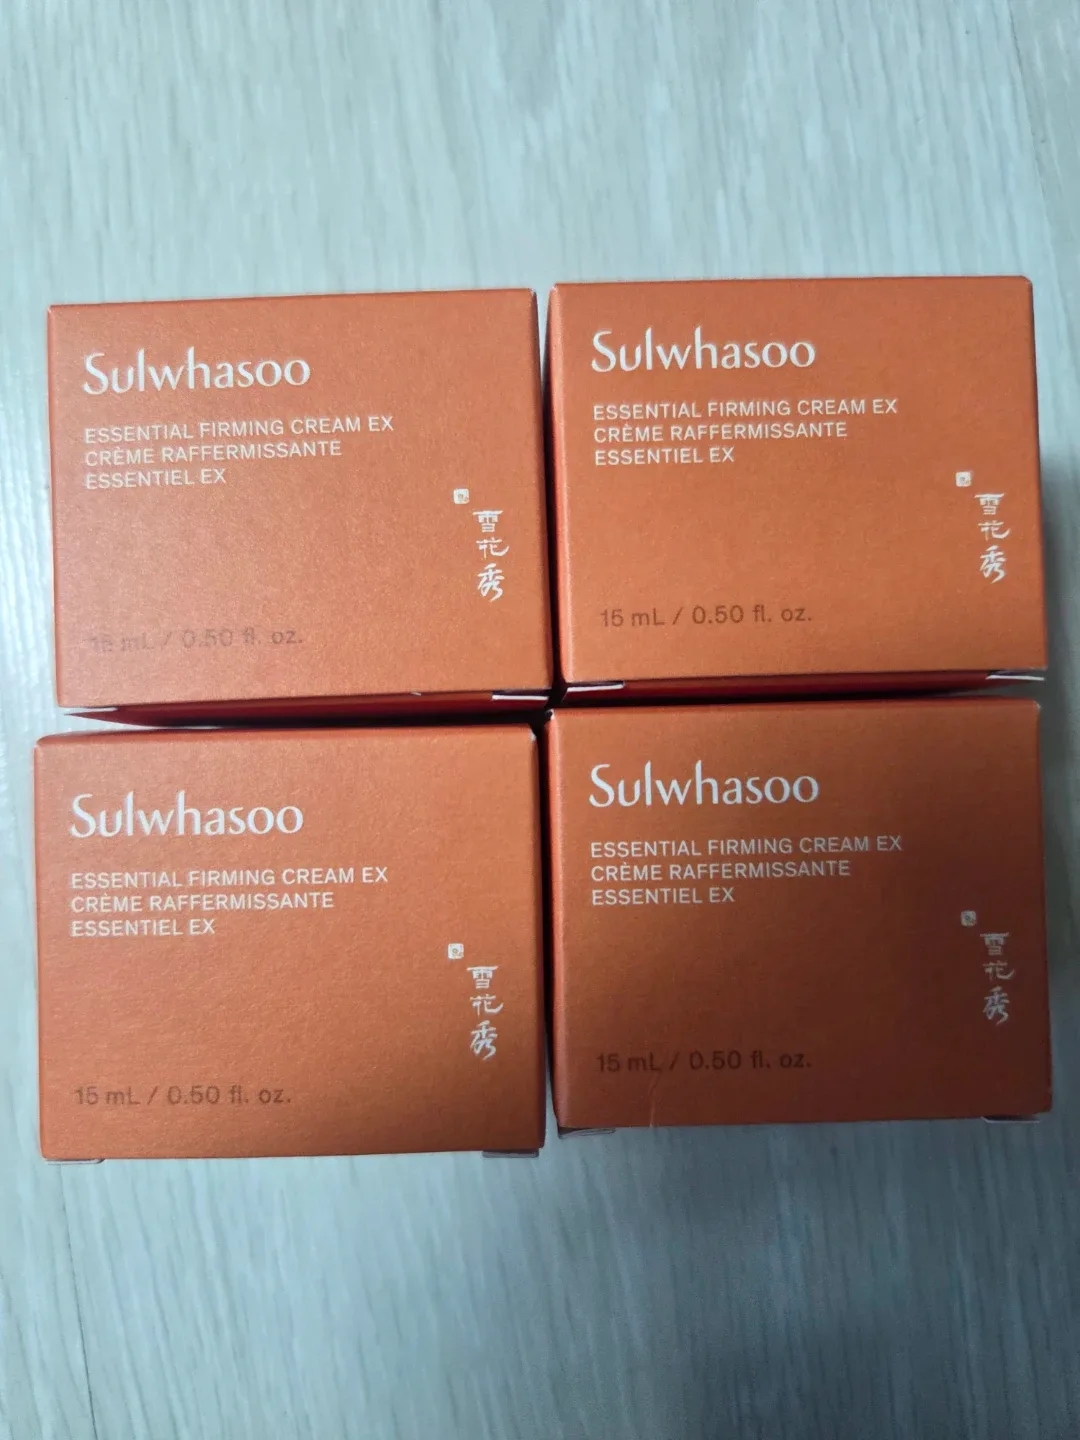 Sulwhasoo
ESSENTIAL FIRMING CREAM EX
CRÈME RAFFERMISSANTE
ESSENTIEL EX
雪花秀
15 mL / 0.50 fl. oz.
Sulwhasoo
ESSENTIAL FIRMING CREAM EX
CRÈME RAFFERMISSANTE
ESSENTIEL EX
雪花秀
15 mL / 0.50 fl. oz.
Sulwhasoo
ESSENTIAL FIRMING CREAM EX
CRÈME RAFFERMISSANTE
ESSENTIEL EX
雪花秀
15 mL / 0.50 fl. oz.
Sulwhasoo
ESSENTIAL FIRMING CREAM EX
CRÈME RAFFERMISSANTE
ESSENTIEL EX
雪花秀
15 mL / 0.50 fl. oz.